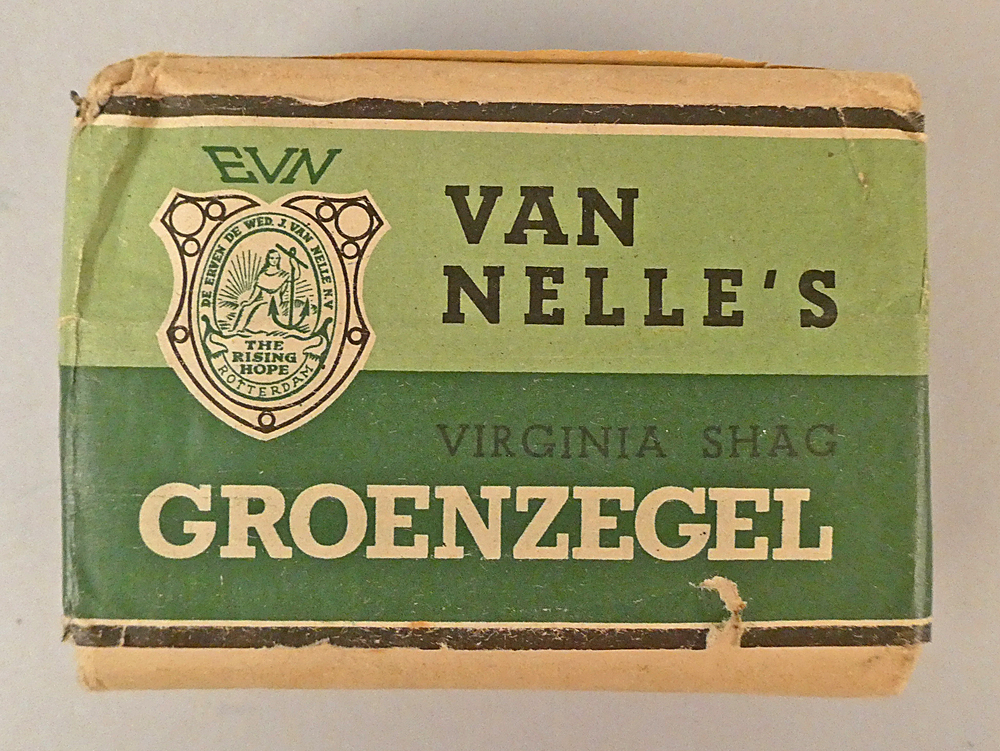 EVN
DE ERVEN DE WED. J. VAN NELLE N.V
THE
RISING
HOPE
ROTTERDAM
VAN
NELLE'S
VIRGINIA SHAG
GROENZEGEL